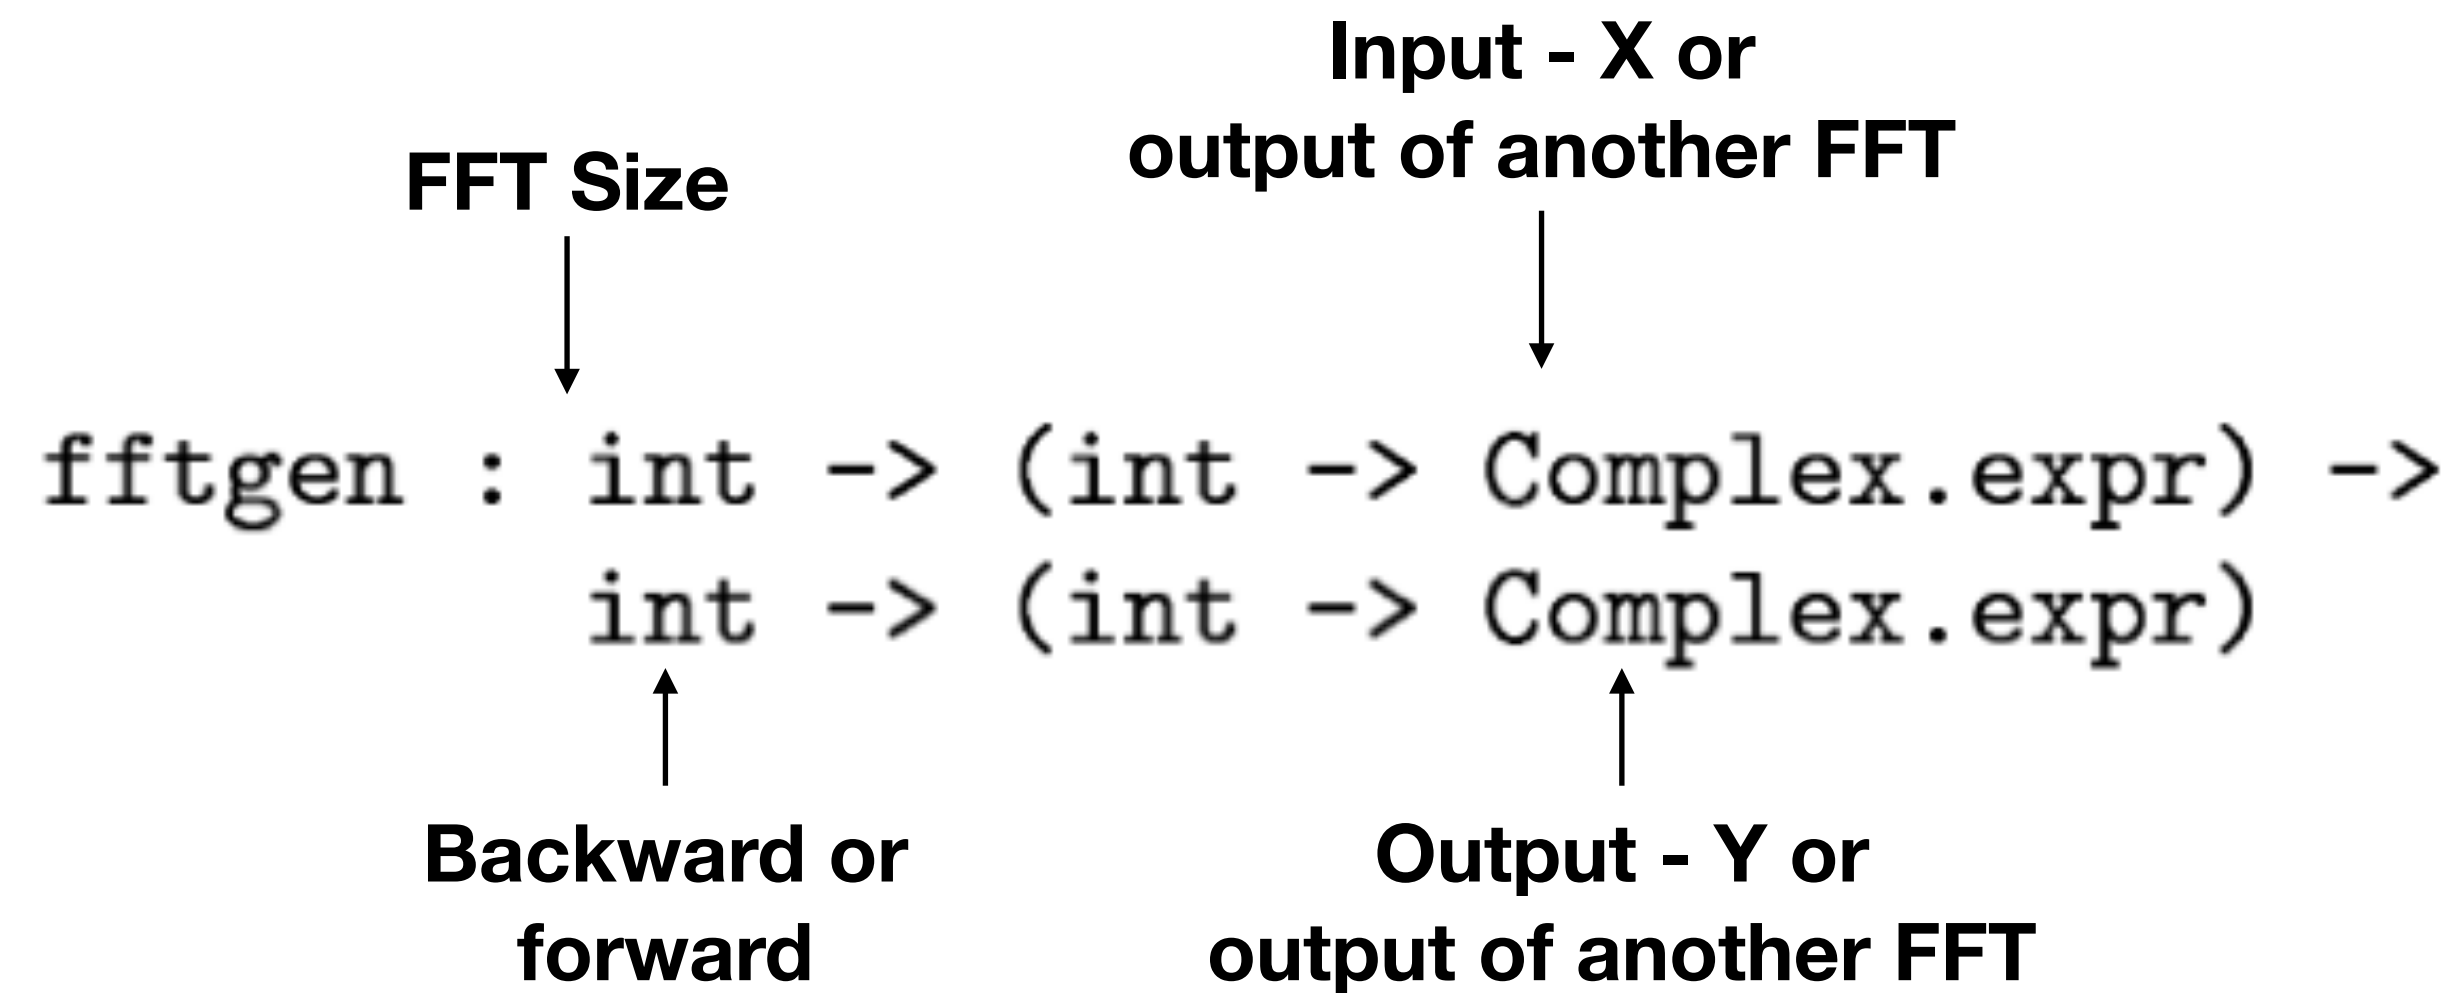 Input - X or
output of another FFT
FFT Size
fftgen : int -> (int -> Complex.expr) ->
int -> (int -> Complex.expr)
Backward or
forward
Output - Y or
output of another FFT